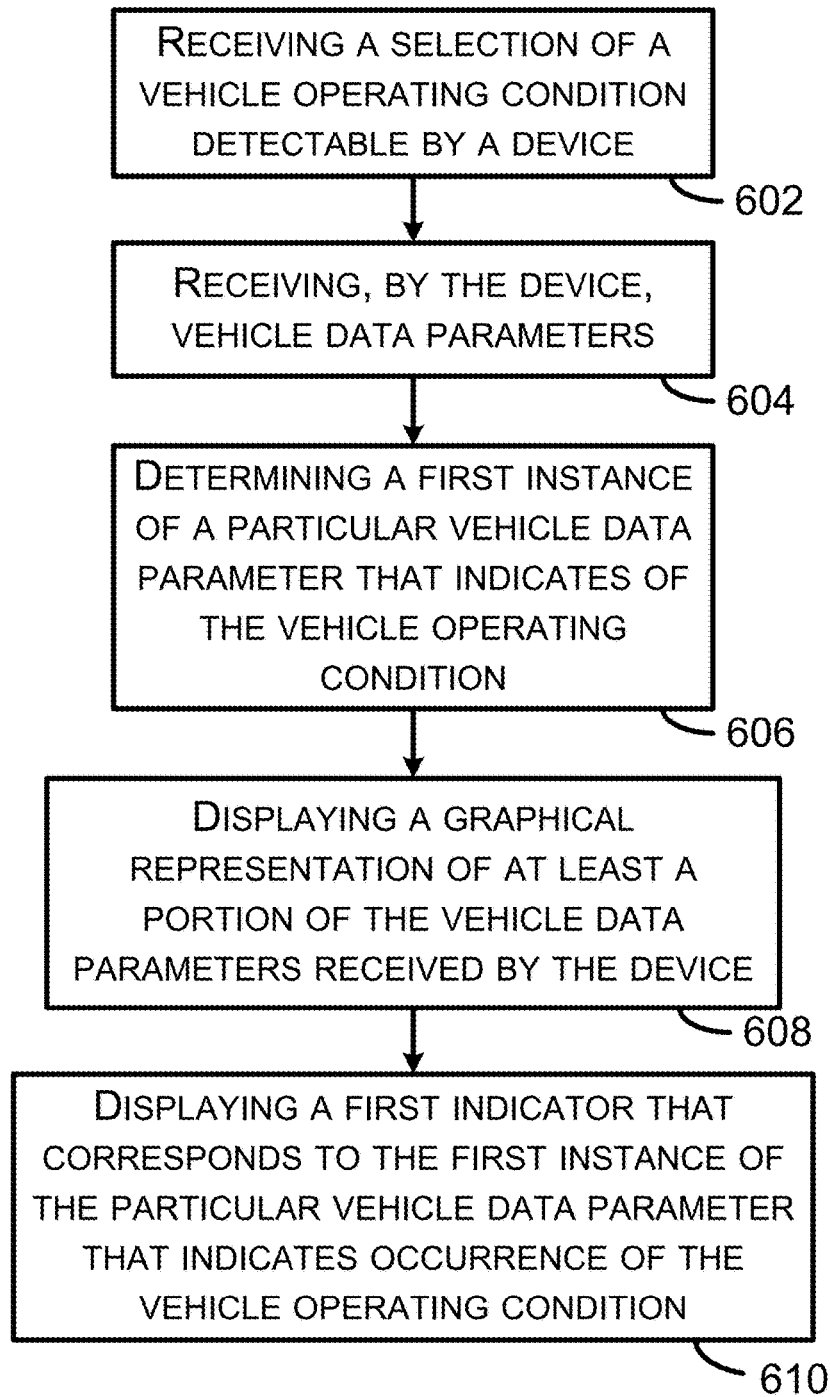 RECEIVING A SELECTION OF A
VEHICLE OPERATING CONDITION
DETECTABLE BY A DEVICE
602
RECEIVING, BY THE DEVICE,
VEHICLE DATA PARAMETERS
604
DETERMINING A FIRST INSTANCE
OF A PARTICULAR VEHICLE DATA
PARAMETER THAT INDICATES OF
THE VEHICLE OPERATING
CONDITION
606
DISPLAYING A GRAPHICAL
REPRESENTATION OF AT LEAST A
PORTION OF THE VEHICLE DATA
PARAMETERS RECEIVED BY THE DEVICE
608
DISPLAYING A FIRST INDICATOR THAT
CORRESPONDS TO THE FIRST INSTANCE OF
THE PARTICULAR VEHICLE DATA PARAMETER
THAT INDICATES OCCURRENCE OF THE
VEHICLE OPERATING CONDITION
610